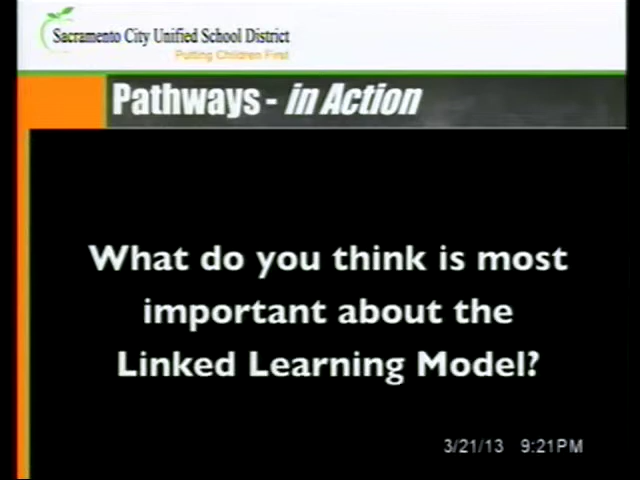 Sacramento City Unified School District
Putting Children First
Pathways - in Action
What do you think is most
important about the
Linked Learning Model?
3/21/13 9:21PM